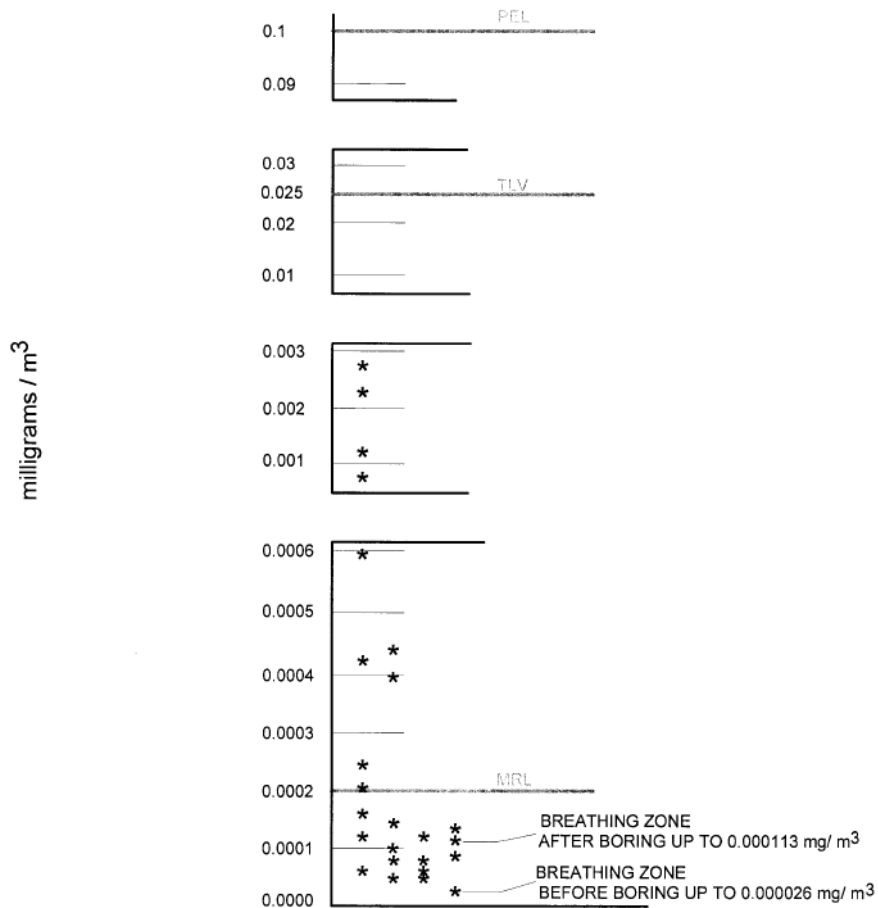 PEL
0.1
0.09
0.03
TLV
0.025
0.02
0.01
milligrams / m³
0.003
0.002
0.001
0.0006
0.0005
0.0004
0.0003
MRL
0.0002
BREATHING ZONE
AFTER BORING UP TO 0.000113 mg/ m³
0.0001
BREATHING ZONE
BEFORE BORING UP TO 0.000026 mg/ m³
0.0000